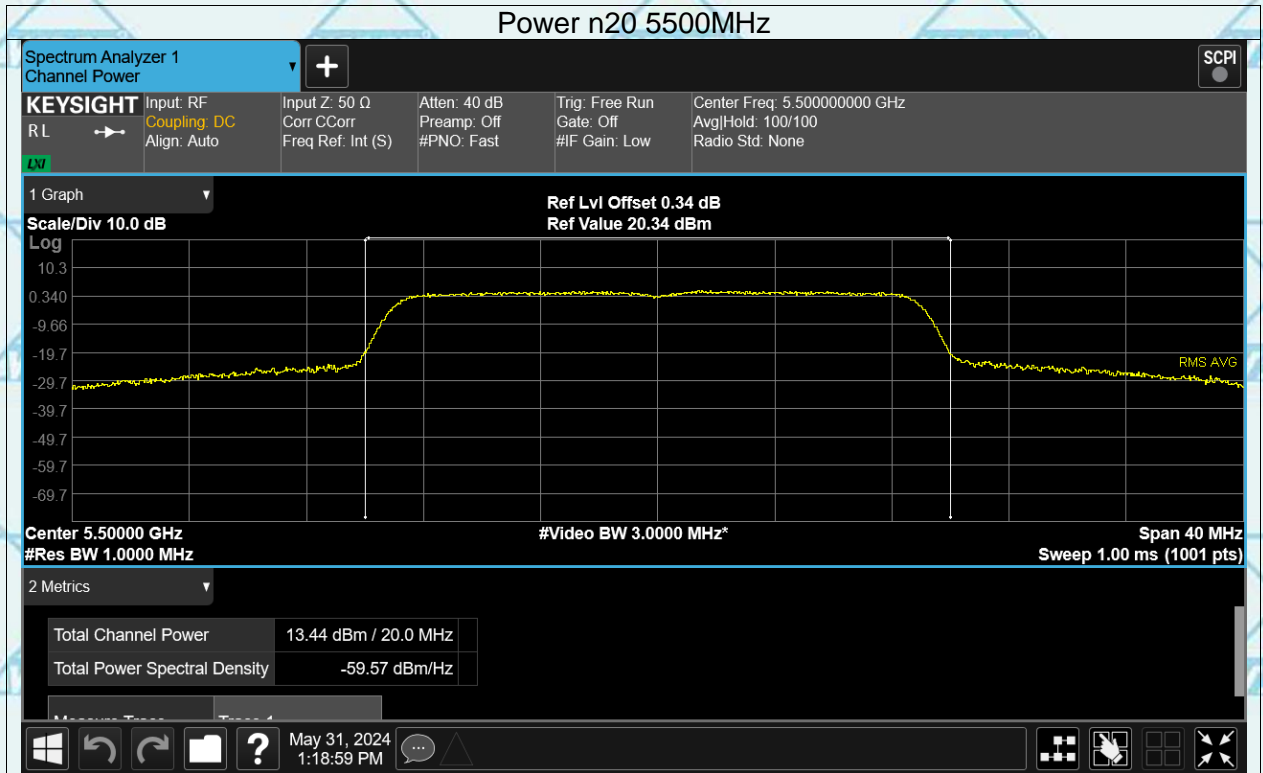 Power n20 5500MHz
Spectrum Analyzer 1
Channel Power
▼
+
SCPI
KEYSIGHT
R L
LXI
Input: RF
Coupling: DC
Align: Auto
Input Z: 50 Ω
Corr CCorr
Freq Ref: Int (S)
Atten: 40 dB
Preamp: Off
#PNO: Fast
Trig: Free Run
Gate: Off
#IF Gain: Low
Center Freq: 5.500000000 GHz
Avg|Hold: 100/100
Radio Std: None
1 Graph ▼
Scale/Div 10.0 dB
Ref Lvl Offset 0.34 dB
Ref Value 20.34 dBm
Log
10.3
0.340
-9.66
-19.7
-29.7
-39.7
-49.7
-59.7
-69.7
RMS AVG
Center 5.50000 GHz
#Res BW 1.0000 MHz
#Video BW 3.0000 MHz*
Span 40 MHz
Sweep 1.00 ms (1001 pts)
2 Metrics ▼
Total Channel Power 13.44 dBm / 20.0 MHz
Total Power Spectral Density -59.57 dBm/Hz
Measure Trace Trace 1
?
May 31, 2024
1:18:59 PM